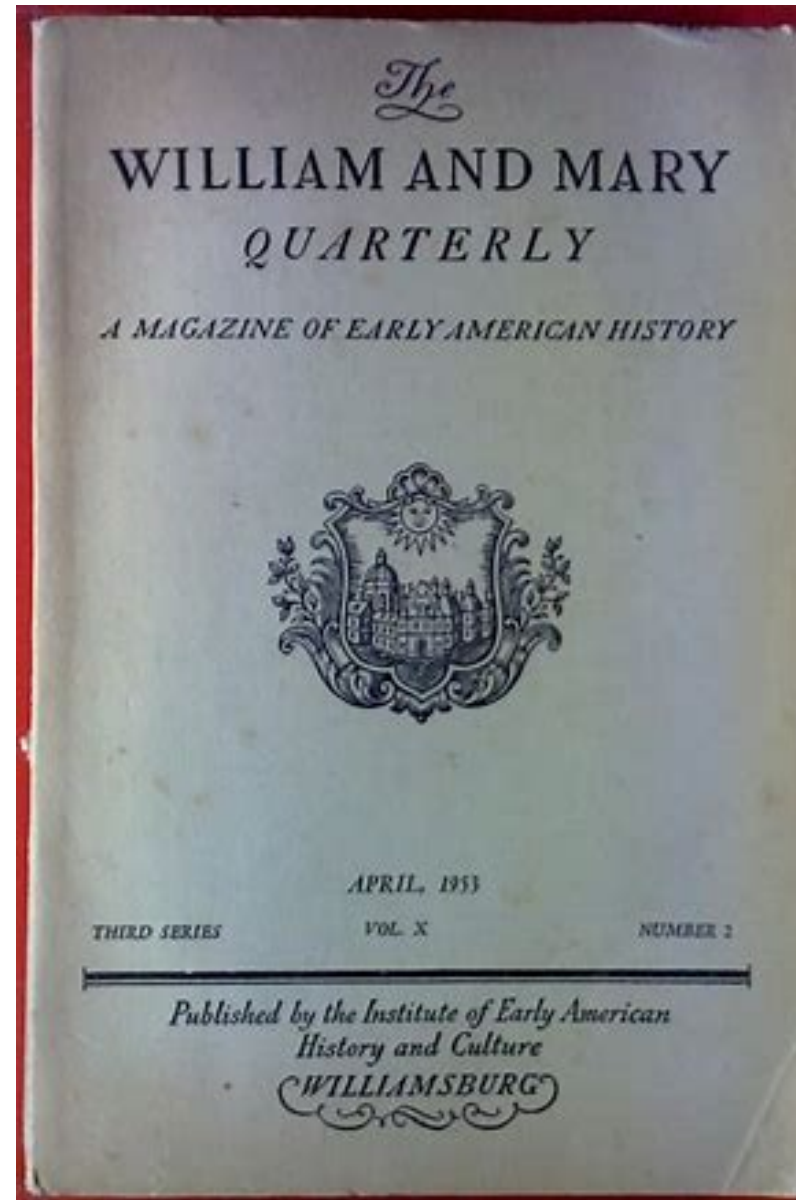 The
WILLIAM AND MARY
QUARTERLY
A MAGAZINE OF EARLY AMERICAN HISTORY
APRIL, 1953
THIRD SERIES VOL. X NUMBER 2
Published by the Institute of Early American
History and Culture
WILLIAMSBURG